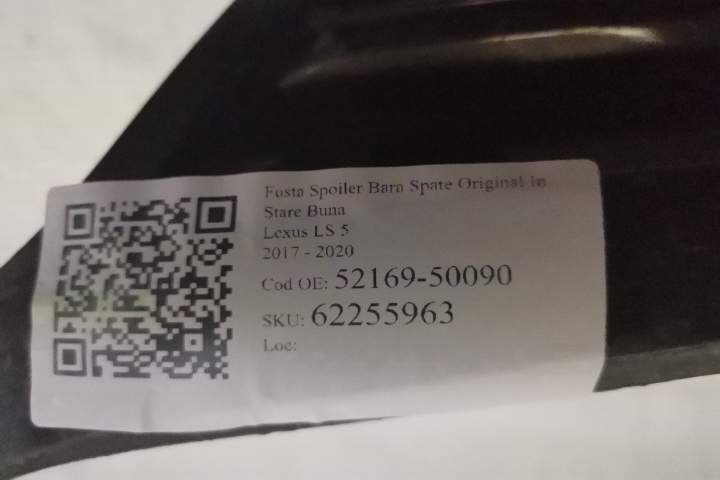 Fusta Spoiler Bara Spate Original In
Stare Buna
Lexus LS 5
2017 - 2020
Cod OE: 52169-50090
SKU: 62255963
Loc: